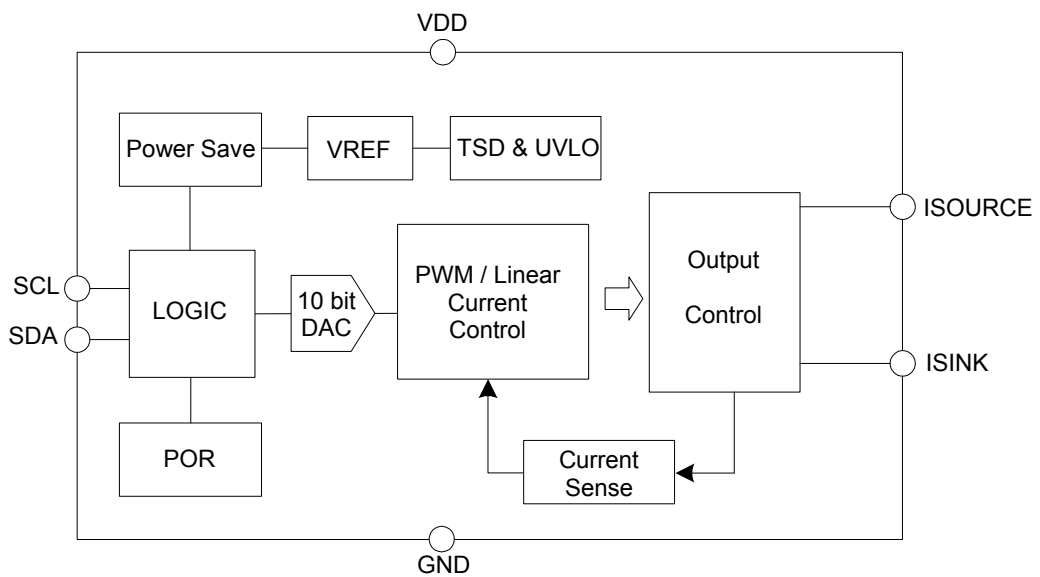 VDD
Power Save
VREF
TSD & UVLO
ISOURCE
SCL
SDA
LOGIC
10 bit
DAC
PWM / Linear
Current
Control
Output
Control
ISINK
POR
Current
Sense
GND